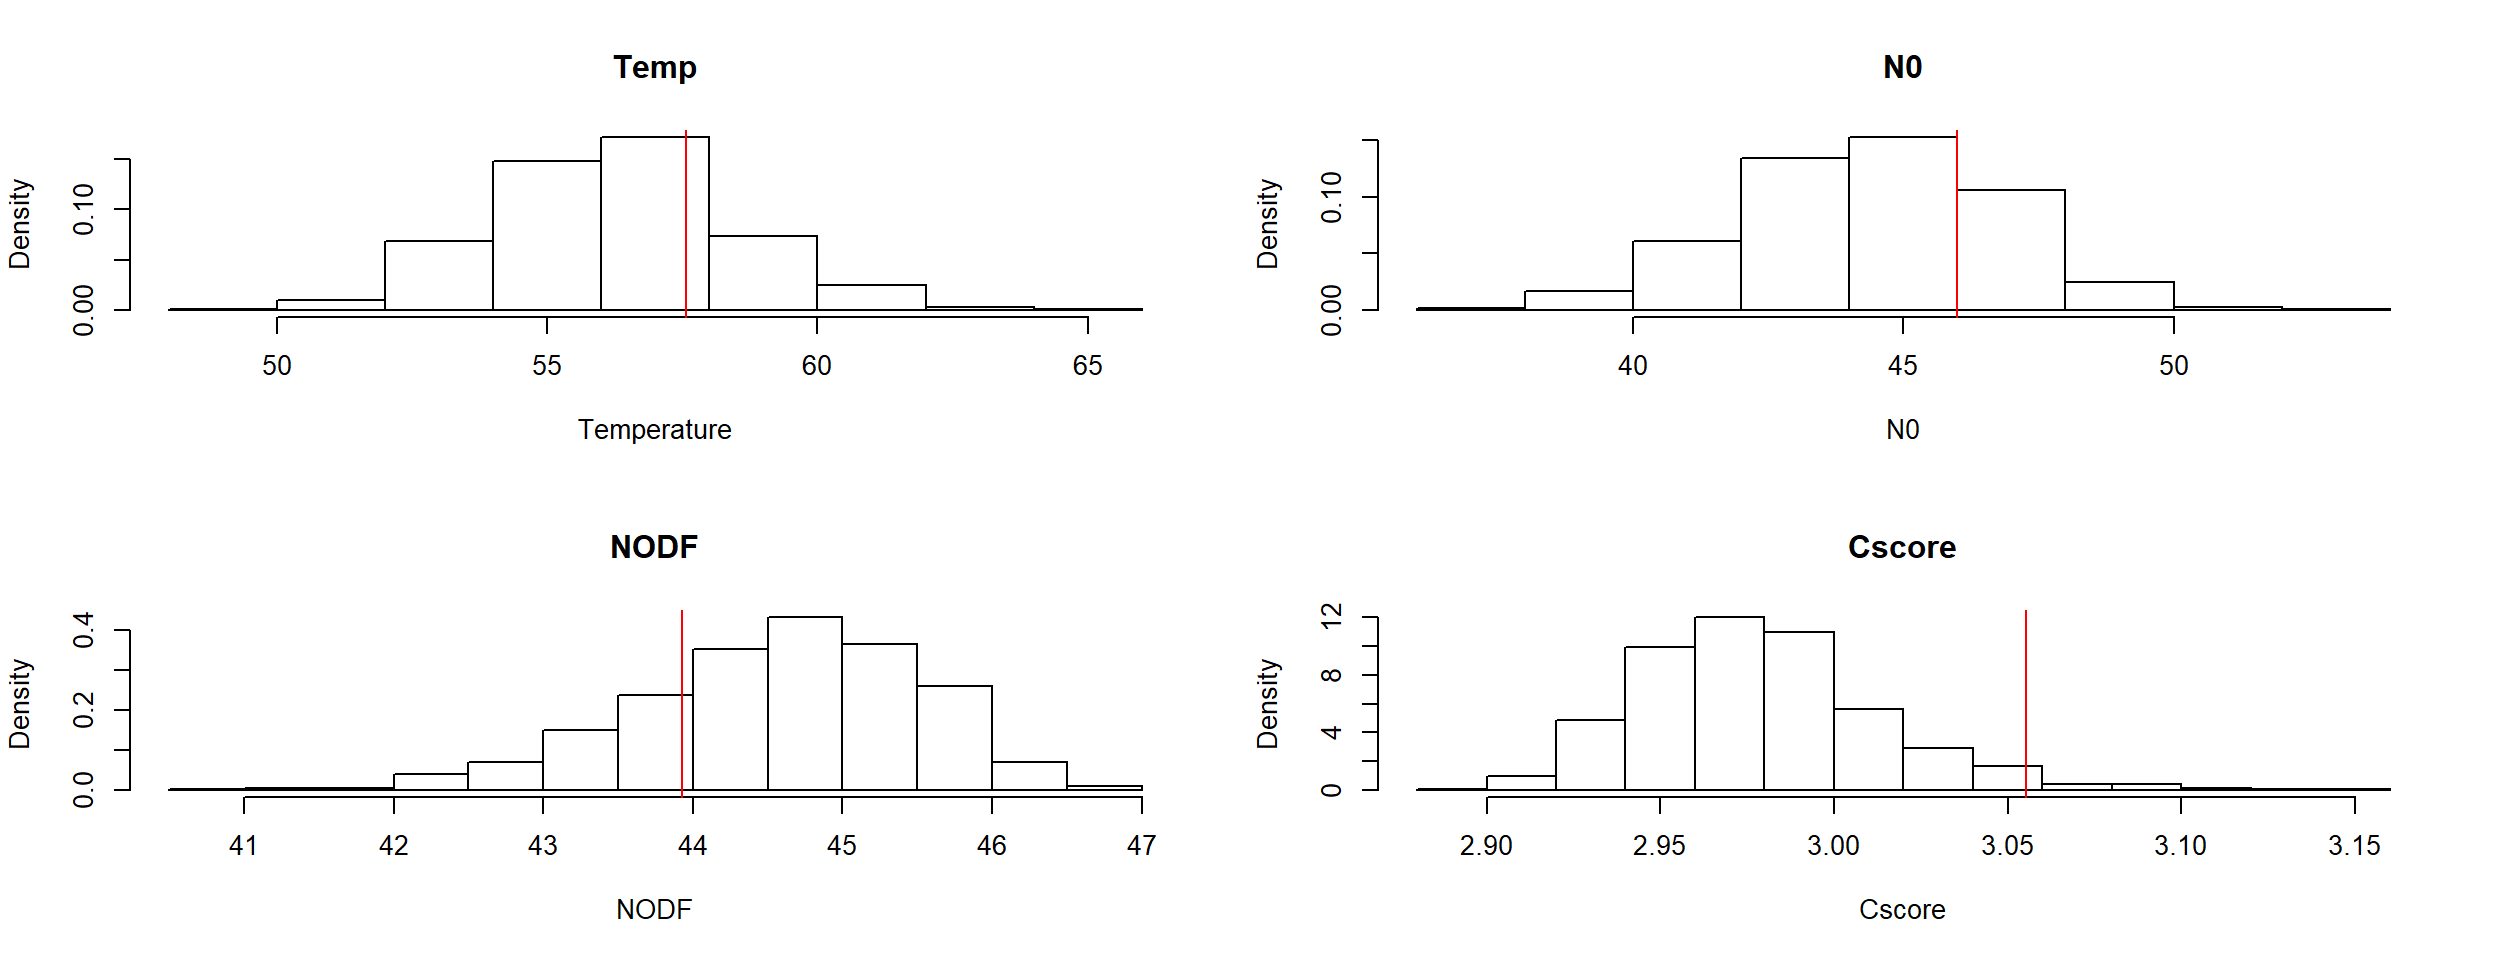 Temp
Density
0.00 0.10
50 55 60 65
Temperature
N0
Density
0.00 0.10
40 45 50
N0
NODF
Density
0.0 0.2 0.4
41 42 43 44 45 46 47
NODF
Cscore
Density
0 4 8 12
2.90 2.95 3.00 3.05 3.10 3.15
Cscore